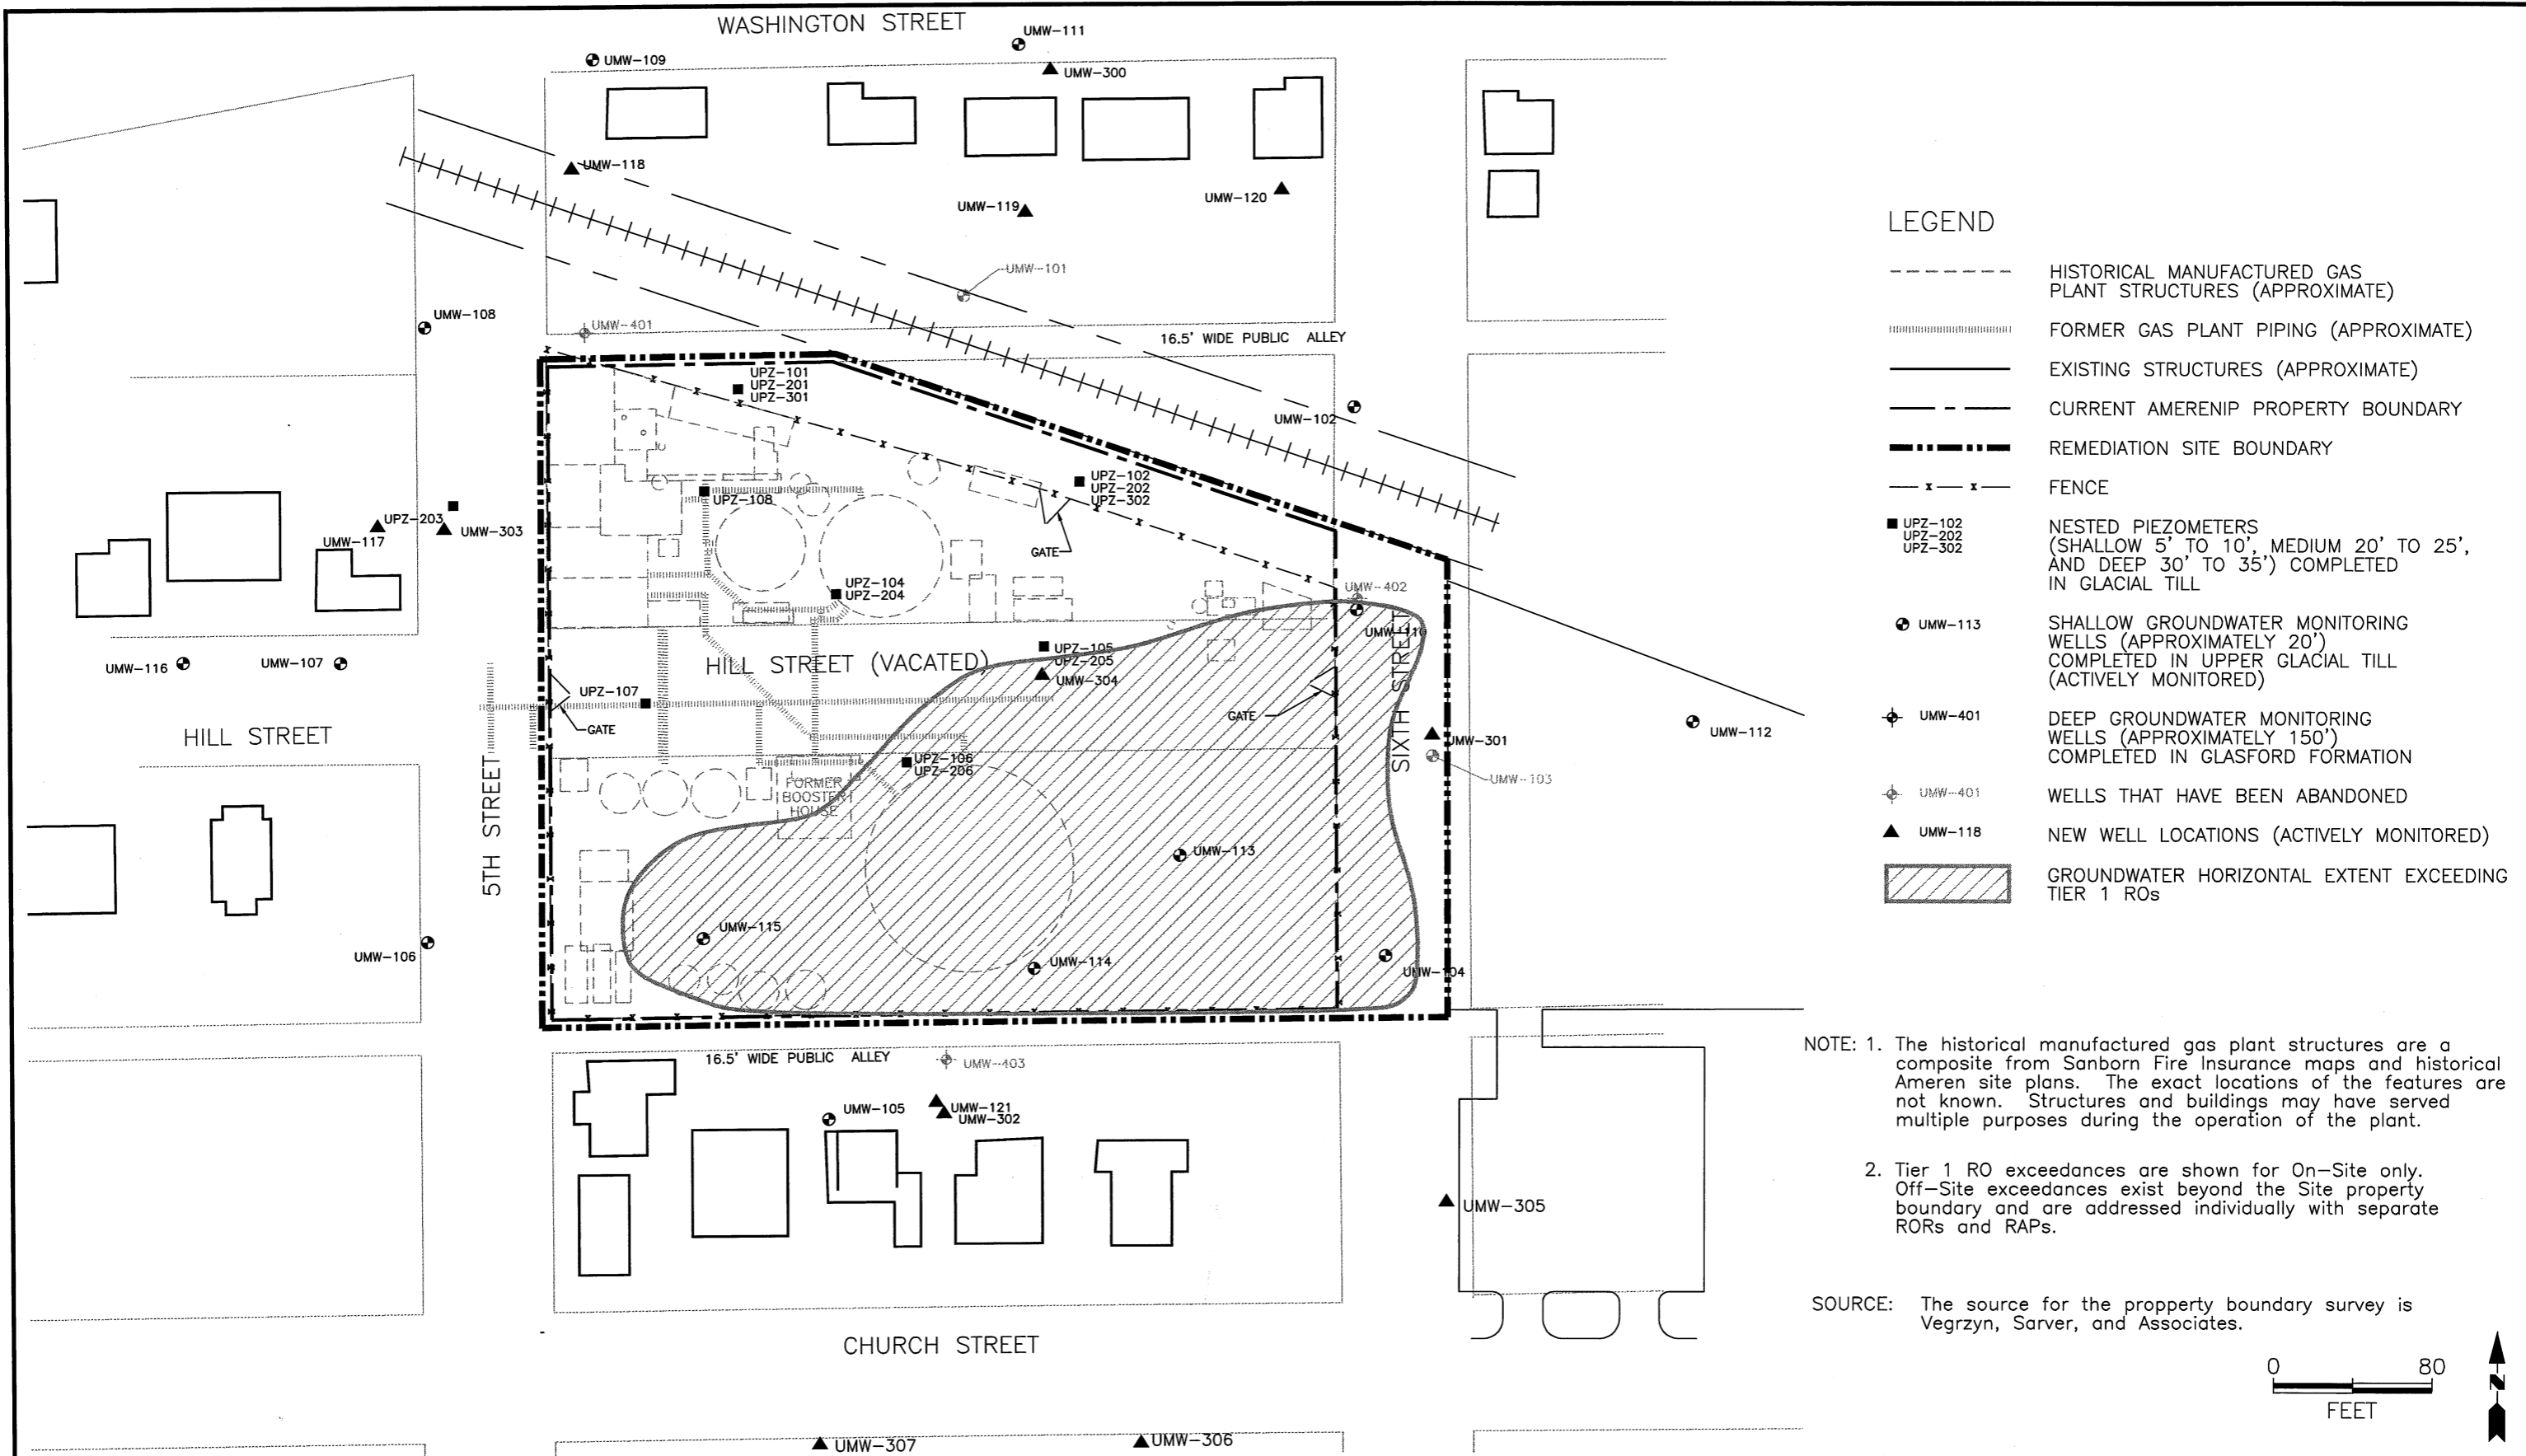 WASHINGTON STREET
UMW-111
UMW-109
UMW-300
UMW-118
UMW-119
UMW-120
UMW-101
UMW-108
UMW-401
16.5' WIDE PUBLIC ALLEY
UPZ-101
UPZ-201
UPZ-301
UMW-102
UPZ-102
UPZ-202
UPZ-302
UPZ-108
GATE
UPZ-203
UMW-303
UMW-117
UPZ-104
UPZ-204
UMW-402
UMW-110
UPZ-105
UPZ-205
UMW-304
HILL STREET (VACATED)
UMW-116
UMW-107
UPZ-107
GATE
GATE
SIXTH STREET
UMW-301
UMW-112
UMW-103
HILL STREET
5TH STREET
UPZ-106
UPZ-206
FORMER
BOOSTER
HOUSE
UMW-113
UMW-115
UMW-114
UMW-104
UMW-106
16.5' WIDE PUBLIC ALLEY
UMW-403
UMW-105
UMW-121
UMW-302
UMW-305
CHURCH STREET
UMW-307
UMW-306
LEGEND
HISTORICAL MANUFACTURED GAS
PLANT STRUCTURES (APPROXIMATE)
FORMER GAS PLANT PIPING (APPROXIMATE)
EXISTING STRUCTURES (APPROXIMATE)
CURRENT AMERENIP PROPERTY BOUNDARY
REMEDIATION SITE BOUNDARY
FENCE
UPZ-102
UPZ-202
UPZ-302
NESTED PIEZOMETERS
(SHALLOW 5' TO 10', MEDIUM 20' TO 25',
AND DEEP 30' TO 35') COMPLETED
IN GLACIAL TILL
UMW-113
SHALLOW GROUNDWATER MONITORING
WELLS (APPROXIMATELY 20')
COMPLETED IN UPPER GLACIAL TILL
(ACTIVELY MONITORED)
UMW-401
DEEP GROUNDWATER MONITORING
WELLS (APPROXIMATELY 150')
COMPLETED IN GLASFORD FORMATION
UMW-401
WELLS THAT HAVE BEEN ABANDONED
UMW-118
NEW WELL LOCATIONS (ACTIVELY MONITORED)
GROUNDWATER HORIZONTAL EXTENT EXCEEDING
TIER 1 ROs
NOTE: 1. The historical manufactured gas plant structures are a
composite from Sanborn Fire Insurance maps and historical
Ameren site plans. The exact locations of the features are
not known. Structures and buildings may have served
multiple purposes during the operation of the plant.
2. Tier 1 RO exceedances are shown for On-Site only.
Off-Site exceedances exist beyond the Site property
boundary and are addressed individually with separate
RORs and RAPs.
SOURCE: The source for the propperty boundary survey is
Vegrzyn, Sarver, and Associates.
0 80
FEET
N